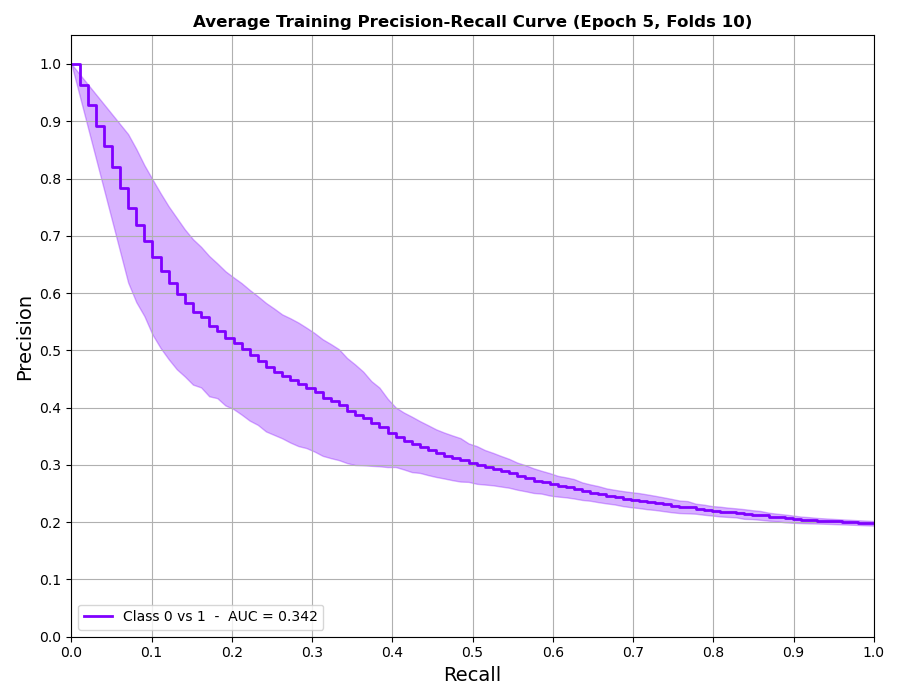 Average Training Precision-Recall Curve (Epoch 5, Folds 10)
1.0
0.9
0.8
0.7
0.6
0.5
0.4
0.3
0.2
0.1
0.0
Precision
Class 0 vs 1  -  AUC = 0.342
0.0 0.1 0.2 0.3 0.4 0.5 0.6 0.7 0.8 0.9 1.0
Recall